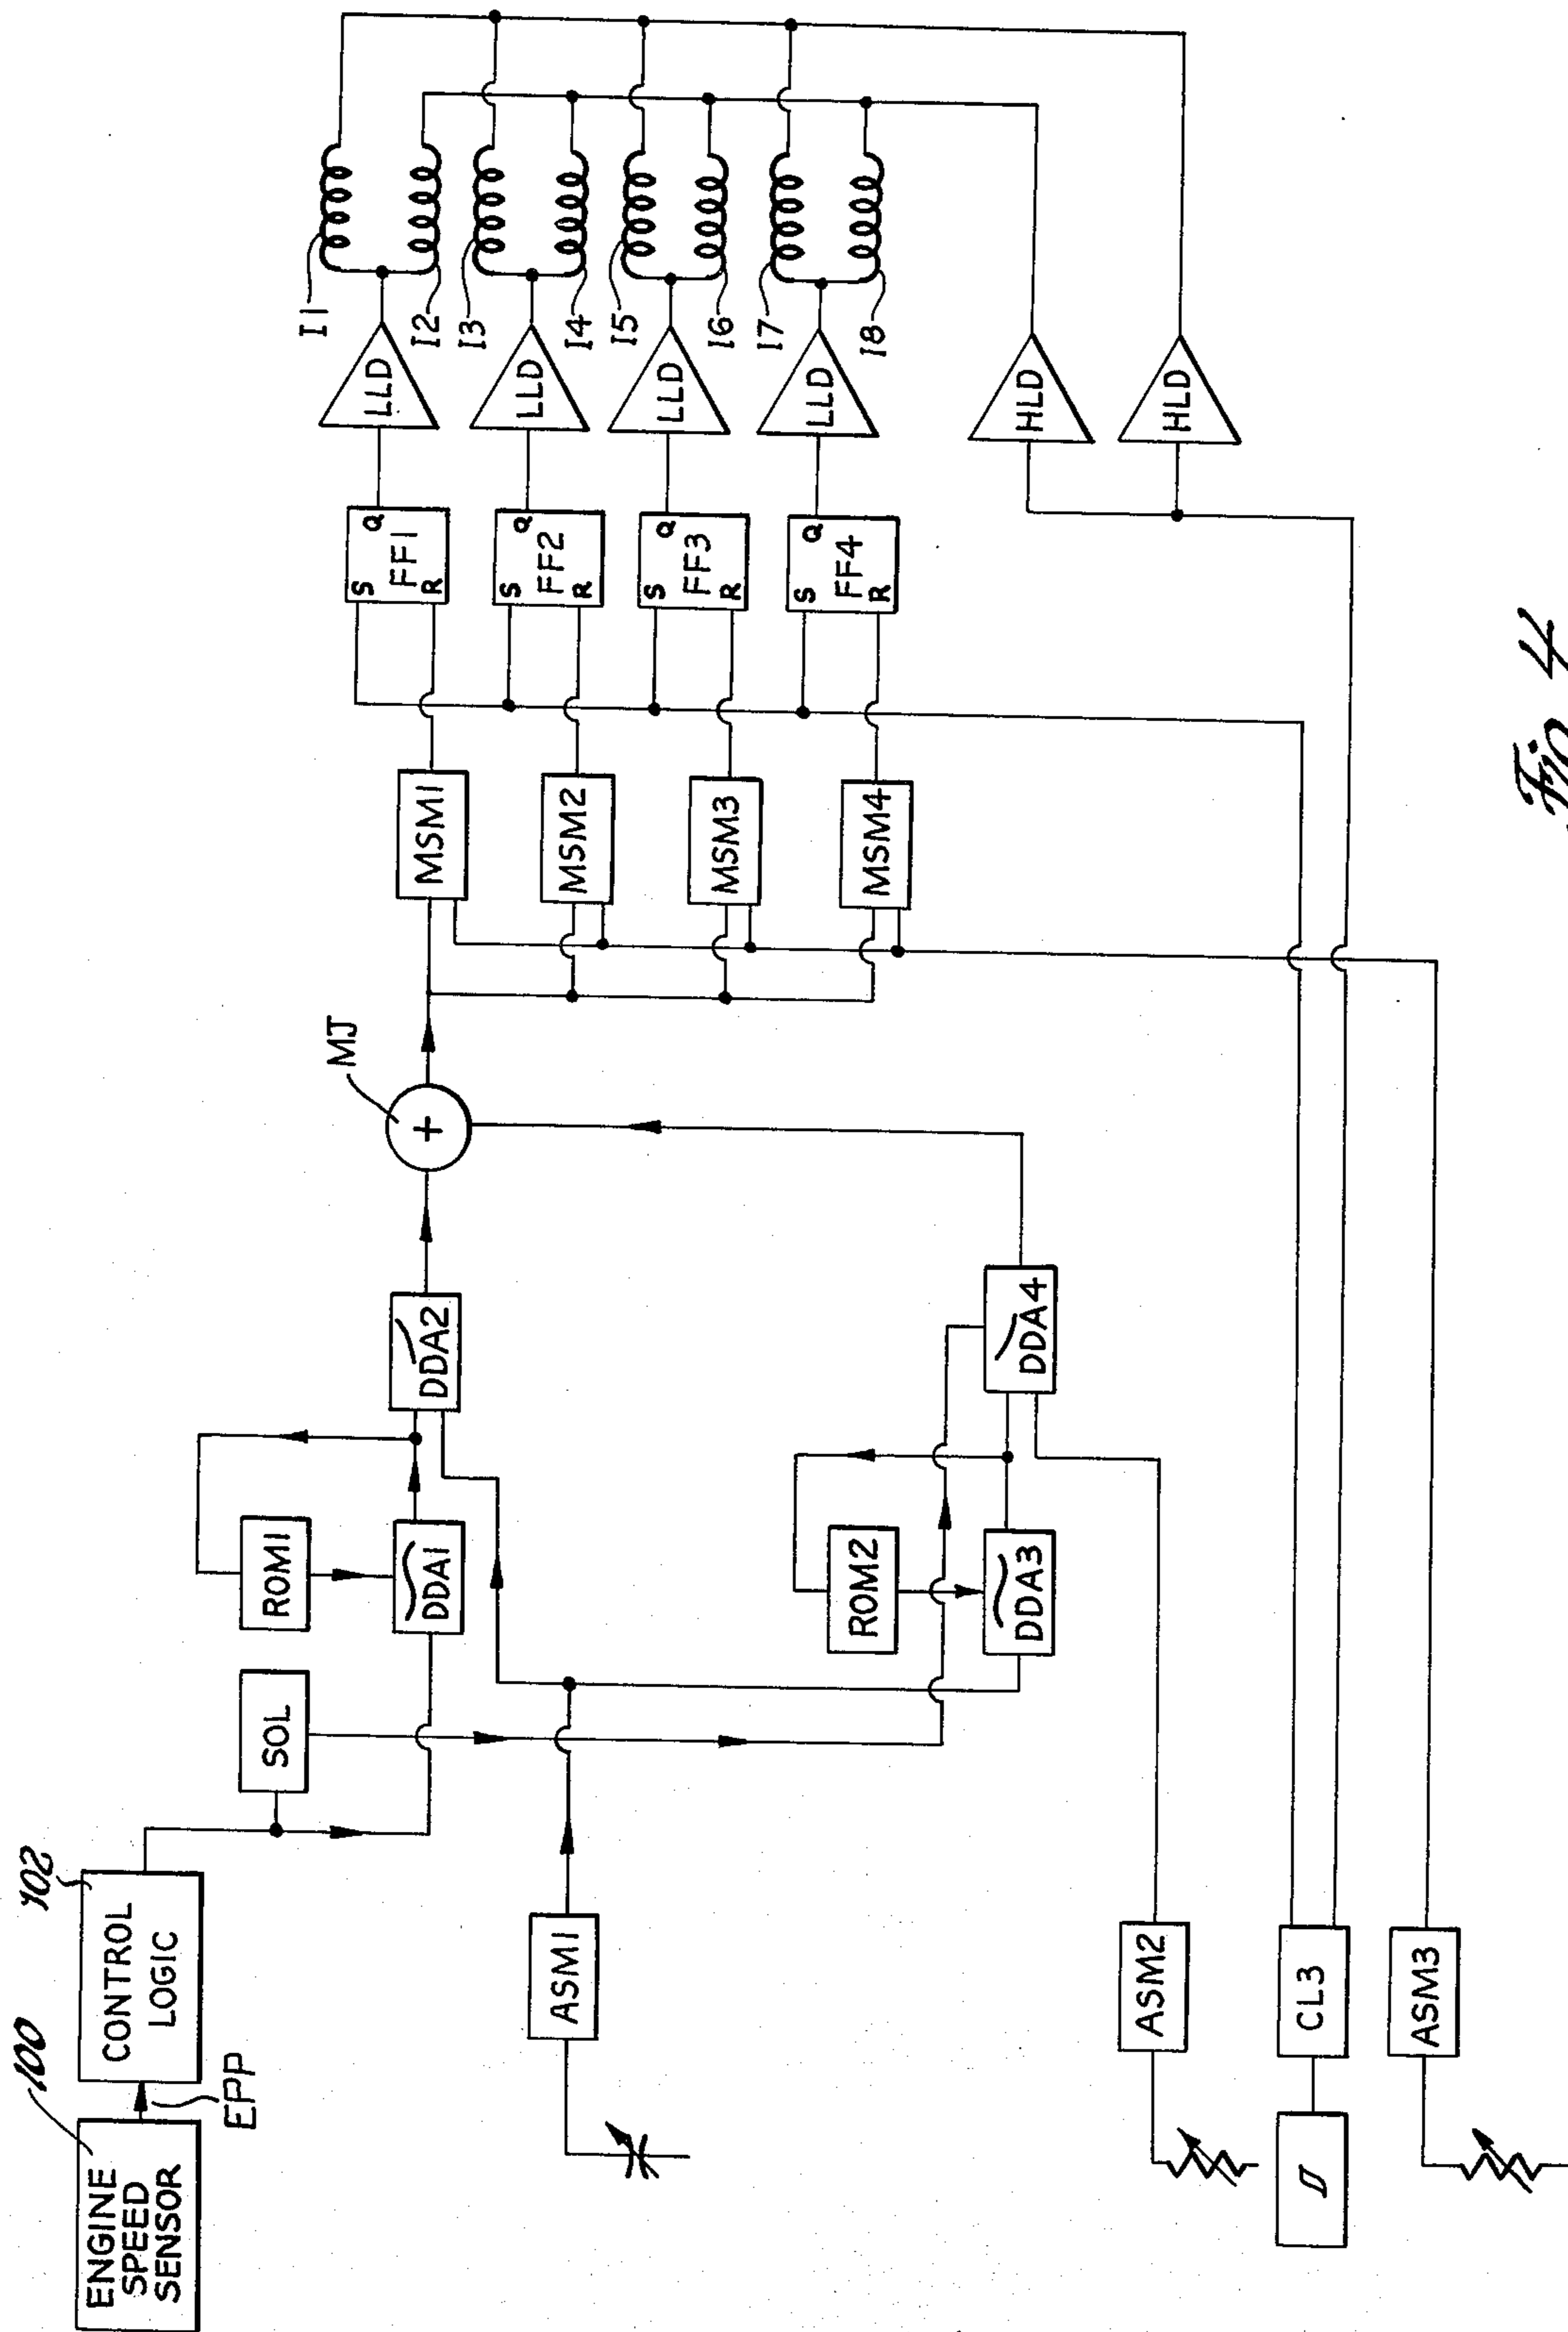 100
ENGINE
SPEED
SENSOR
EPP
102
CONTROL
LOGIC
SOL
ROM1
DDA1
DDA2
MJ
+
ASM1
ROM2
DDA3
DDA4
ASM2
CL3
ASM3
MSM1
MSM2
MSM3
MSM4
S
Q
FF1
R
S
Q
FF2
R
S
Q
FF3
R
S
Q
FF4
R
LLD
LLD
LLD
LLD
HLD
HLD
I1
I2
I3
I4
I5
I6
I7
I8
Fig 4